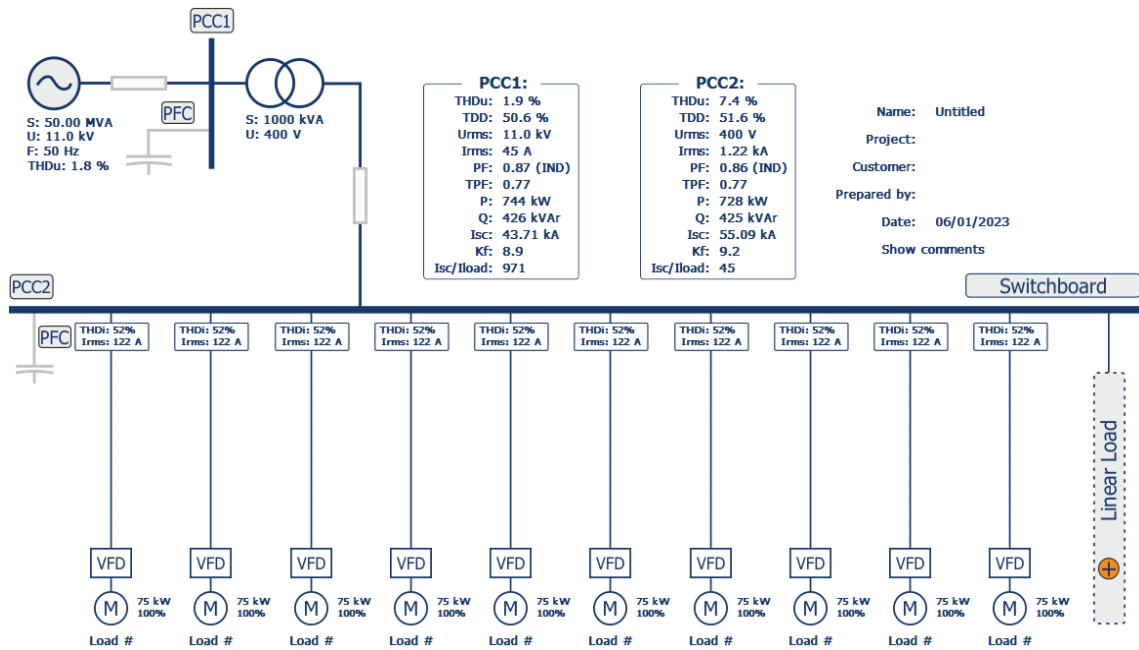 PCC1
PFC
S: 50.00 MVA
U: 11.0 kV
F: 50 Hz
THDu: 1.8 %
S: 1000 kVA
U: 400 V
PCC1:
THDu: 1.9 %
TDD: 50.6 %
Urms: 11.0 kV
Irms: 45 A
PF: 0.87 (IND)
TPF: 0.77
P: 744 kW
Q: 426 kVAr
Isc: 43.71 kA
Kf: 8.9
Isc/Iload: 971
PCC2:
THDu: 7.4 %
TDD: 51.6 %
Urms: 400 V
Irms: 1.22 kA
PF: 0.86 (IND)
TPF: 0.77
P: 728 kW
Q: 425 kVAr
Isc: 55.09 kA
Kf: 9.2
Isc/Iload: 45
Name: Untitled
Project:
Customer:
Prepared by:
Date: 06/01/2023
Show comments
PCC2
Switchboard
PFC
THDi: 52%
Irms: 122 A
THDi: 52%
Irms: 122 A
THDi: 52%
Irms: 122 A
THDi: 52%
Irms: 122 A
THDi: 52%
Irms: 122 A
THDi: 52%
Irms: 122 A
THDi: 52%
Irms: 122 A
THDi: 52%
Irms: 122 A
THDi: 52%
Irms: 122 A
THDi: 52%
Irms: 122 A
Linear Load
VFD
VFD
VFD
VFD
VFD
VFD
VFD
VFD
VFD
VFD
M
75 kW
100%
M
75 kW
100%
M
75 kW
100%
M
75 kW
100%
M
75 kW
100%
M
75 kW
100%
M
75 kW
100%
M
75 kW
100%
M
75 kW
100%
M
75 kW
100%
Load #
Load #
Load #
Load #
Load #
Load #
Load #
Load #
Load #
Load #